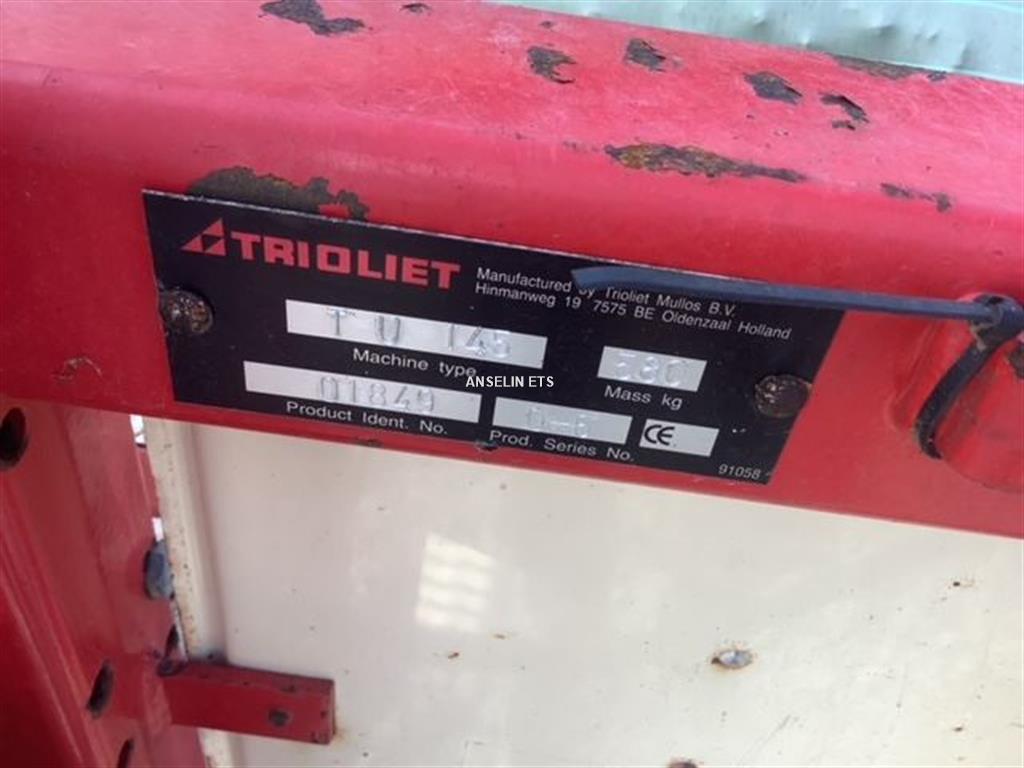 TRIOLIET
Manufactured by Trioliet Mullos B.V.
Hinmanweg 19 7575 BE Oldenzaal Holland
T U 145
Machine type
Mass kg
ANSELIN ETS
01849
Product Ident. No.
Prod. Series No.
CE
91058